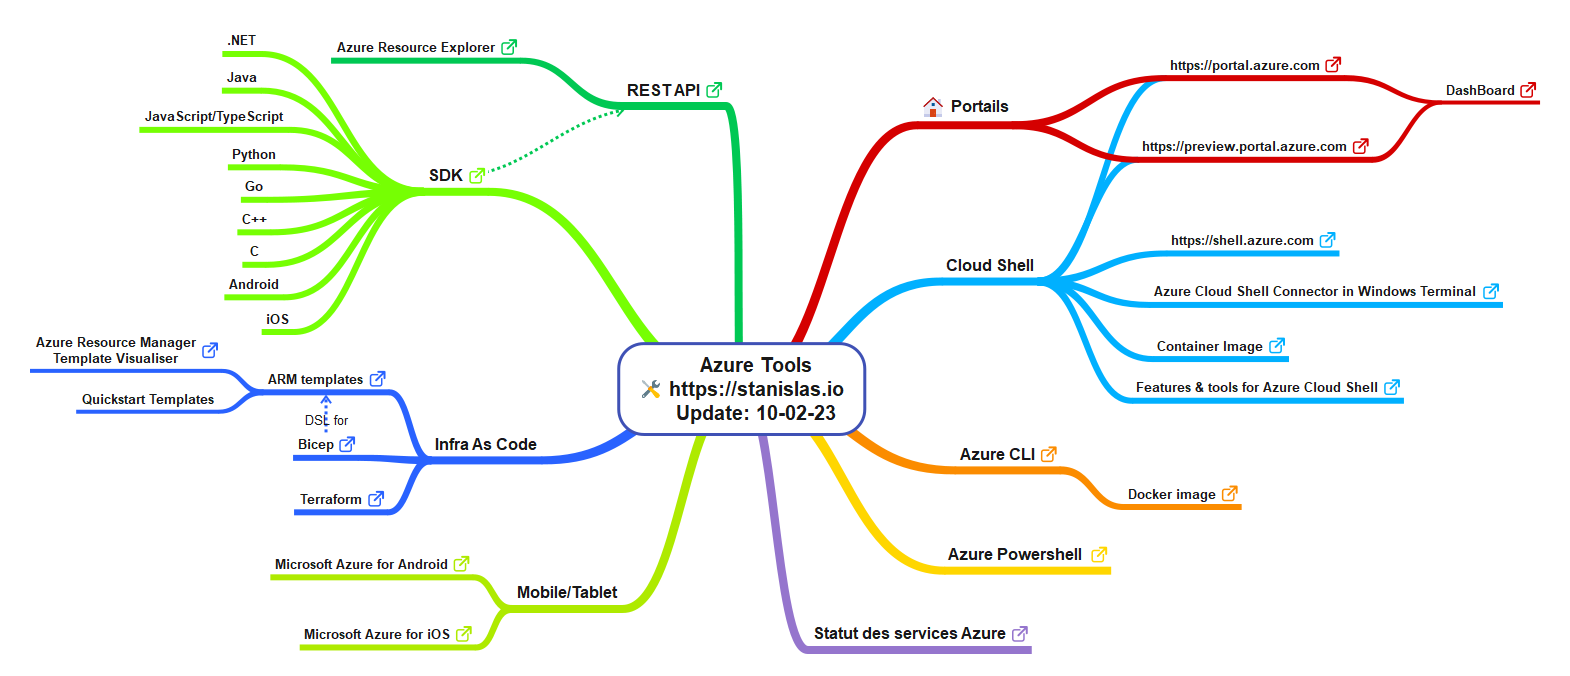 Azure Tools
https://stanislas.io
Update: 10-02-23
REST API
Azure Resource Explorer
SDK
.NET
Java
JavaScript/TypeScript
Python
Go
C++
C
Android
iOS
Infra As Code
ARM templates
Azure Resource Manager
Template Visualiser
Quickstart Templates
DSL for
Bicep
Terraform
Mobile/Tablet
Microsoft Azure for Android
Microsoft Azure for iOS
Portails
https://portal.azure.com
https://preview.portal.azure.com
DashBoard
Cloud Shell
https://shell.azure.com
Azure Cloud Shell Connector in Windows Terminal
Container Image
Features & tools for Azure Cloud Shell
Azure CLI
Docker image
Azure Powershell
Statut des services Azure